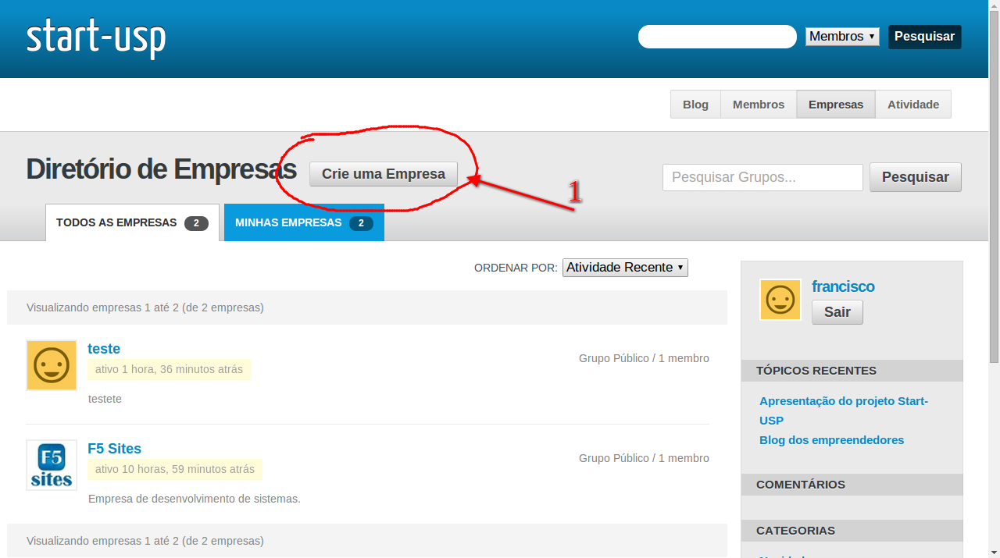 start-usp
Membros
Pesquisar
Blog
Membros
Empresas
Atividade
Diretório de Empresas
Crie uma Empresa
1
Pesquisar Grupos...
Pesquisar
TODOS AS EMPRESAS 2
MINHAS EMPRESAS 2
ORDENAR POR: Atividade Recente
Visualizando empresas 1 até 2 (de 2 empresas)
teste
ativo 1 hora, 36 minutos atrás
Grupo Público / 1 membro
testete
F5 sites
F5 Sites
ativo 10 horas, 59 minutos atrás
Grupo Público / 1 membro
Empresa de desenvolvimento de sistemas.
Visualizando empresas 1 até 2 (de 2 empresas)
francisco
Sair
TÓPICOS RECENTES
Apresentação do projeto Start-
USP
Blog dos empreendedores
COMENTÁRIOS
CATEGORIAS